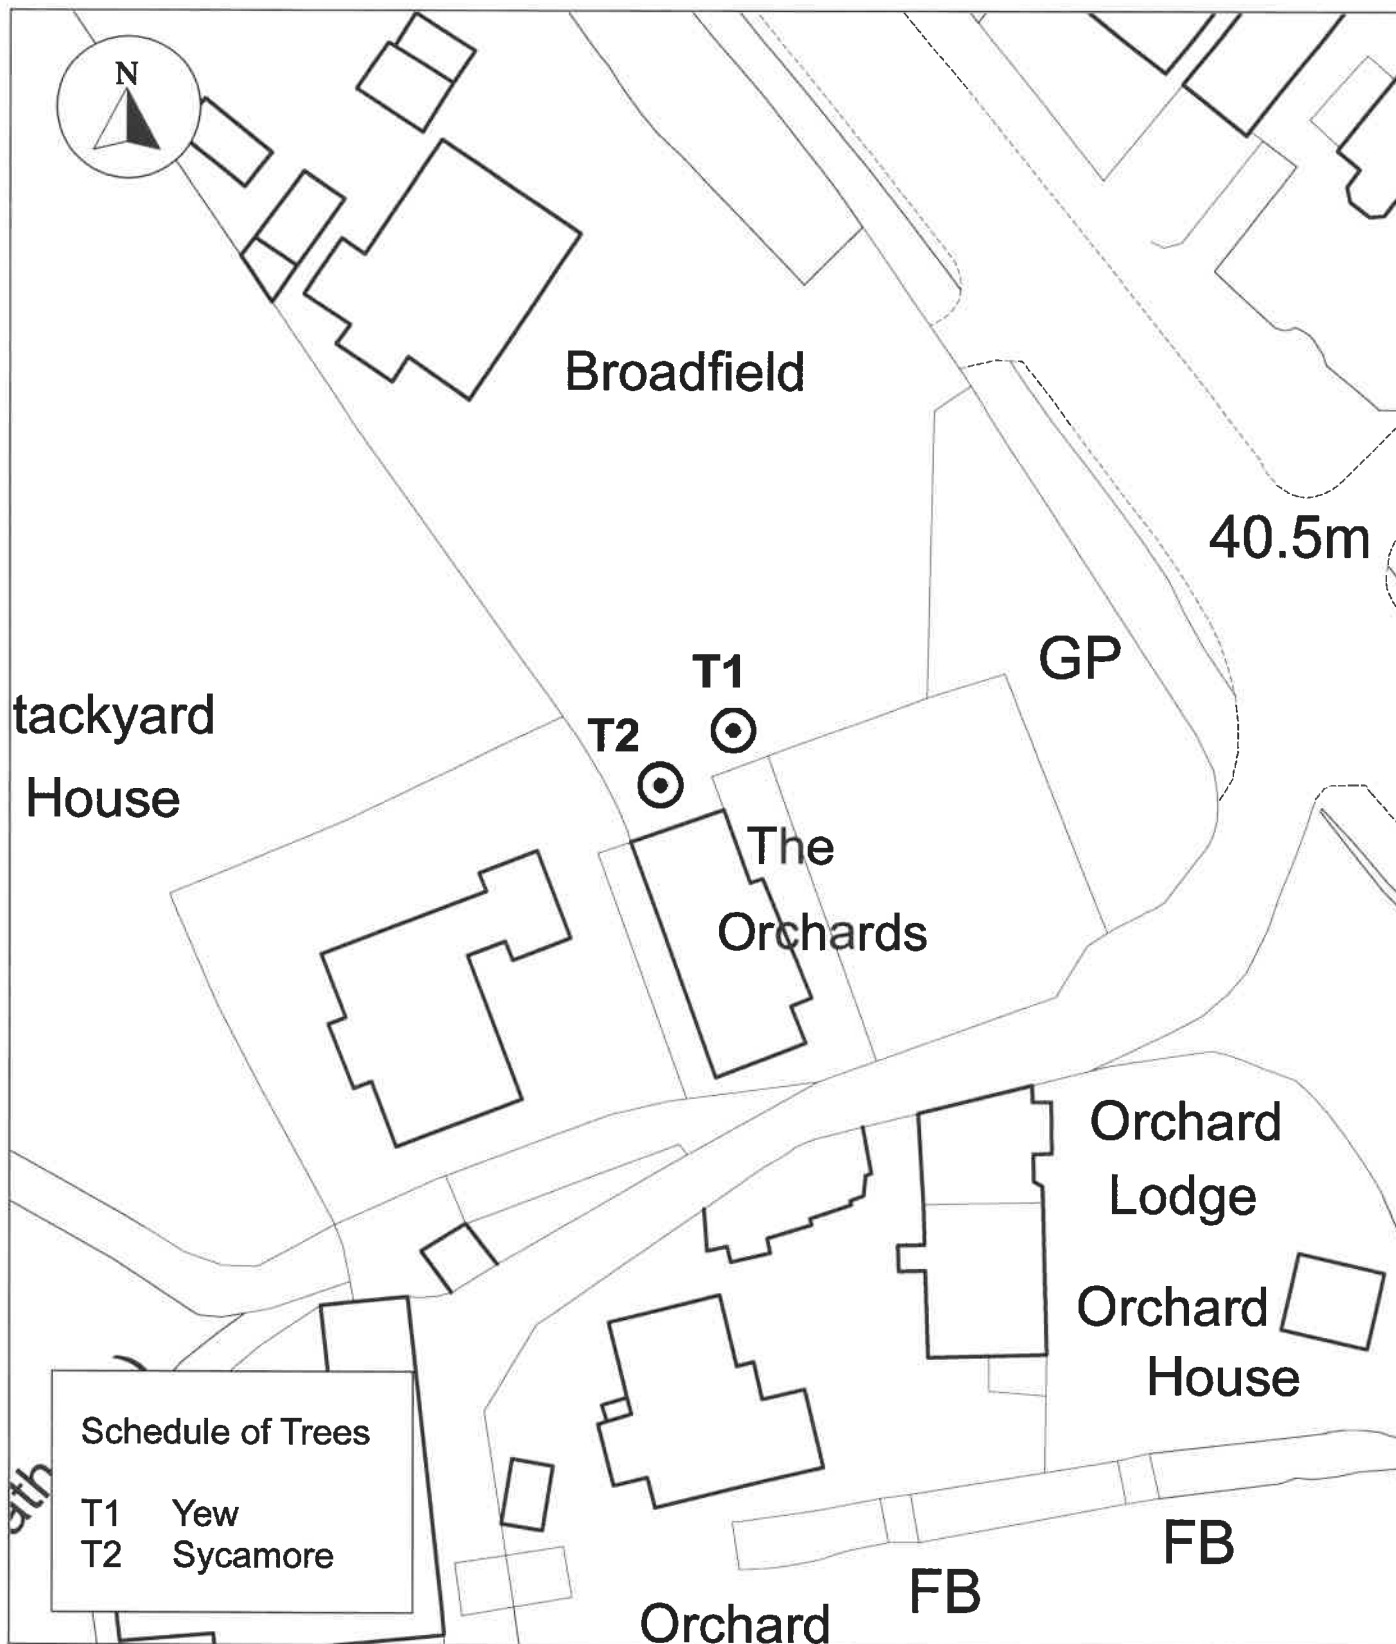 N
Broadfield
40.5m
GP
T1
T2
tackyard
House
The
Orchards
Orchard
Lodge
Orchard
House
Schedule of Trees
T1 Yew
T2 Sycamore
ath
)
FB
FB
Orchard